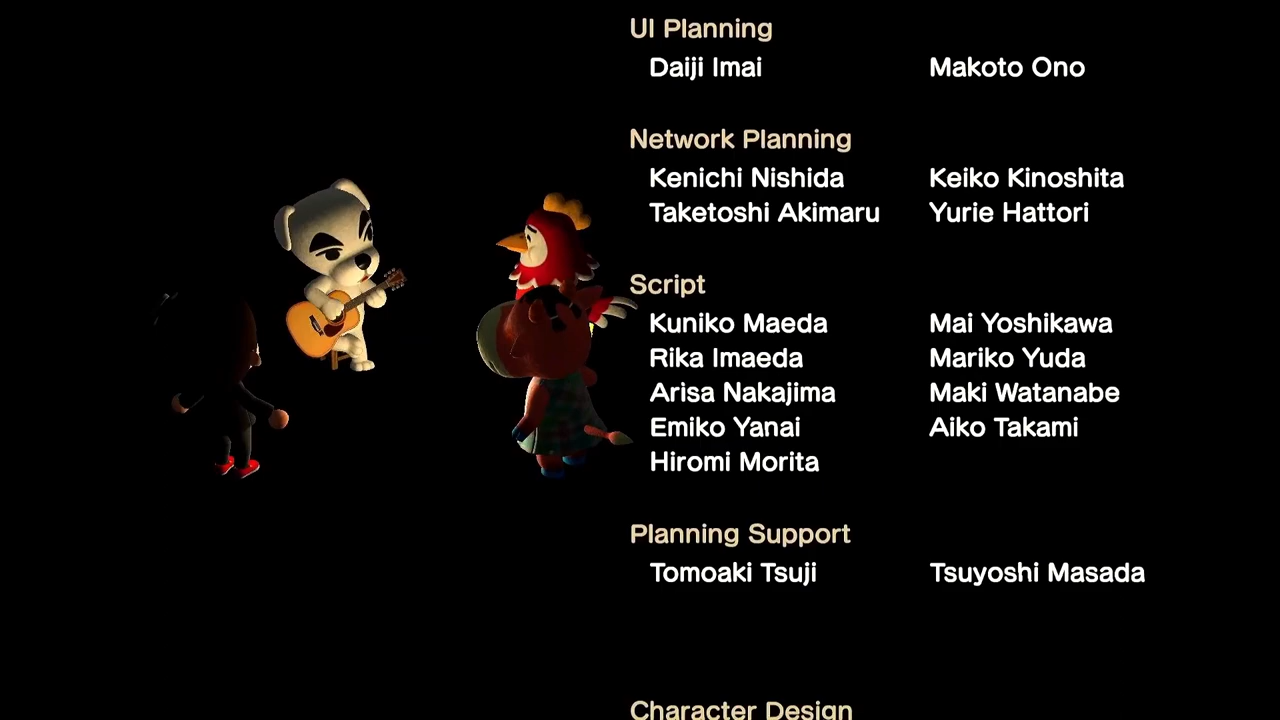 UI Planning
Daiji Imai Makoto Ono
Network Planning
Kenichi Nishida Keiko Kinoshita
Taketoshi Akimaru Yurie Hattori
Script
Kuniko Maeda Mai Yoshikawa
Rika Imaeda Mariko Yuda
Arisa Nakajima Maki Watanabe
Emiko Yanai Aiko Takami
Hiromi Morita
Planning Support
Tomoaki Tsuji Tsuyoshi Masada
Character Design